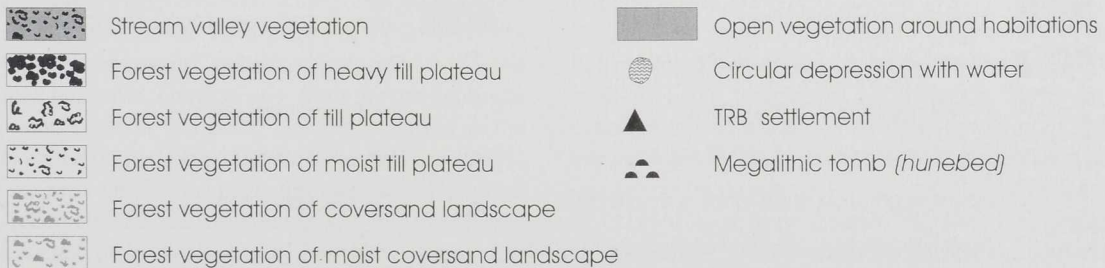 Stream valley vegetation
Forest vegetation of heavy till plateau
Forest vegetation of till plateau
Forest vegetation of moist till plateau
Forest vegetation of coversand landscape
Forest vegetation of moist coversand landscape
Open vegetation around habitations
Circular depression with water
TRB settlement
Megalithic tomb (hunebed)